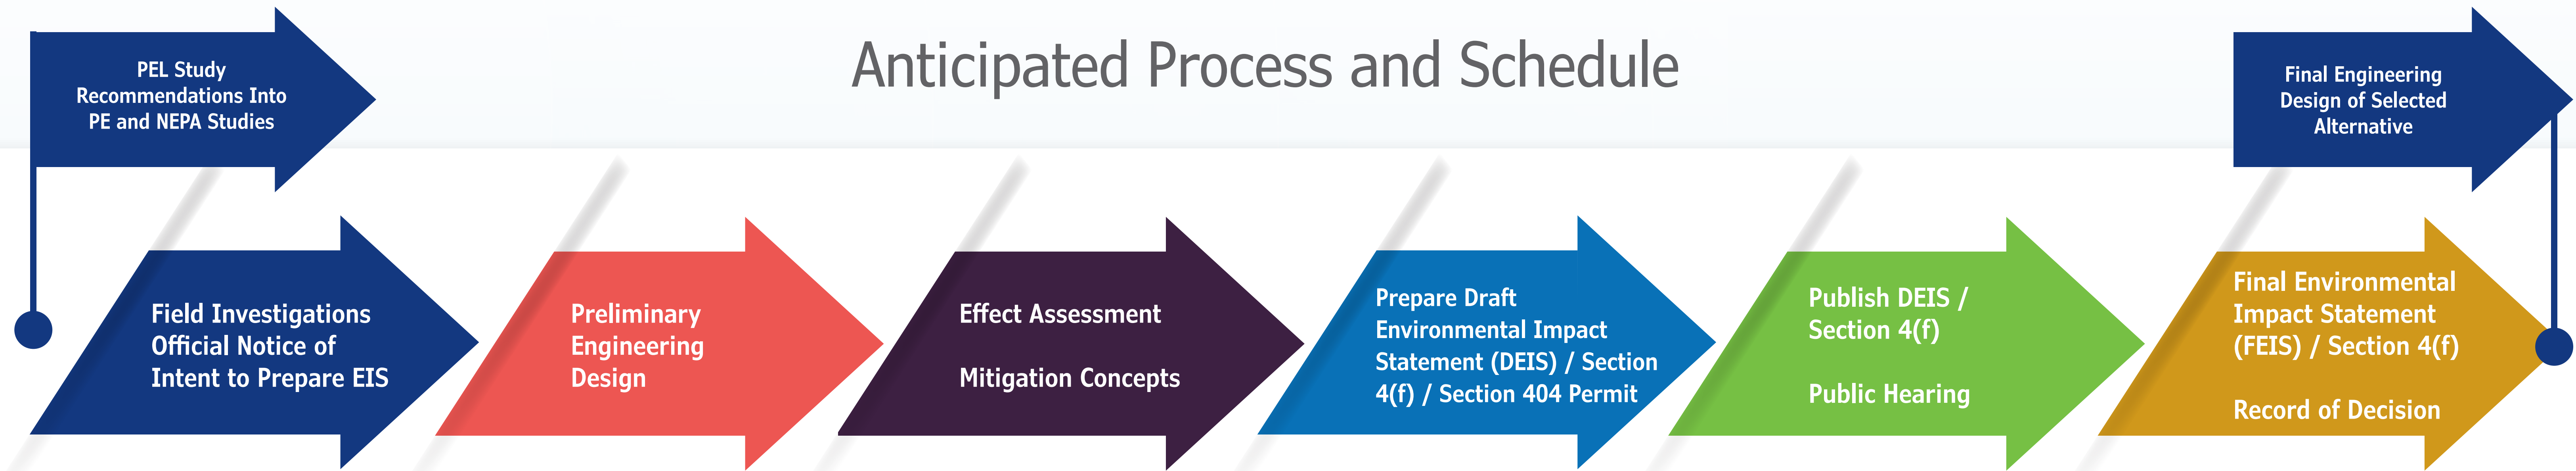 Anticipated Process and Schedule
PEL Study
Recommendations Into
PE and NEPA Studies
Field Investigations
Official Notice of
Intent to Prepare EIS
Preliminary
Engineering
Design
Effect Assessment
Mitigation Concepts
Prepare Draft
Environmental Impact
Statement (DEIS) / Section
4(f) / Section 404 Permit
Publish DEIS /
Section 4(f)
Public Hearing
Final Environmental
Impact Statement
(FEIS) / Section 4(f)
Record of Decision
Final Engineering
Design of Selected
Alternative